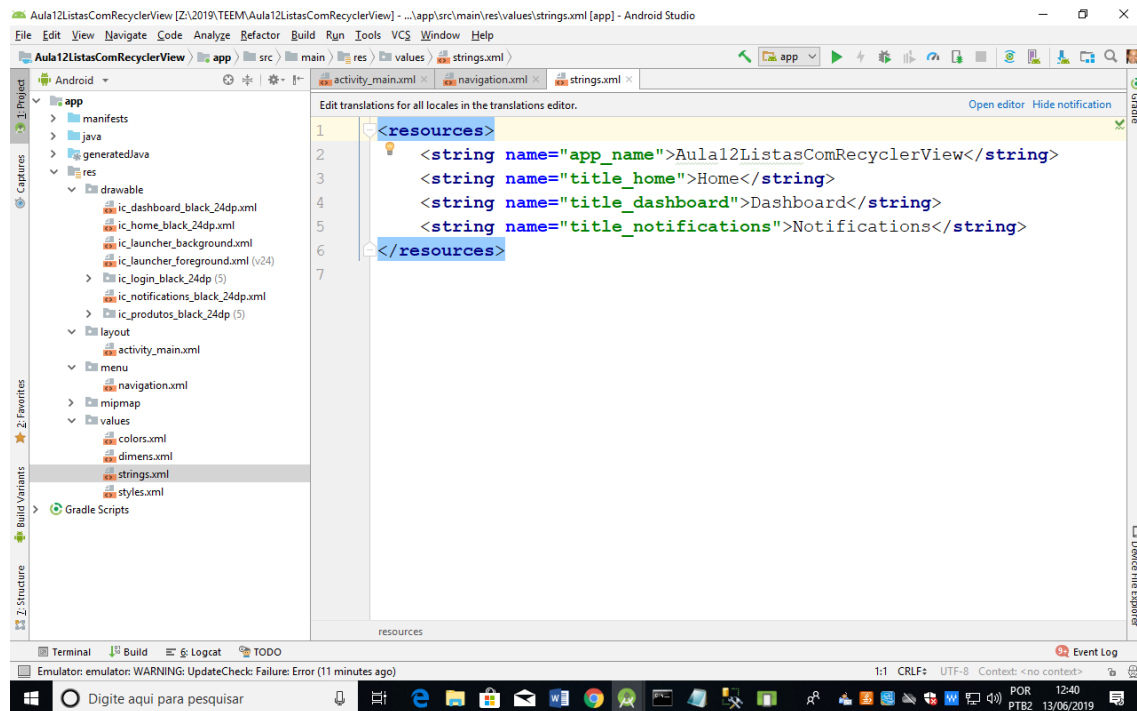 Aula12ListasComRecyclerView [Z:\2019\TEEM\Aula12ListasComRecyclerView] - ...\app\src\main\res\values\strings.xml [app] - Android Studio
File Edit View Navigate Code Analyze Refactor Build Run Tools VCS Window Help
Aula12ListasComRecyclerView app src main res values strings.xml app
Android activity_main.xml navigation.xml strings.xml
Edit translations for all locales in the translations editor. Open editor Hide notification
1: Project
Captures
2: Favorites
Build Variants
7: Structure
app
manifests
java
generatedJava
res
drawable
ic_dashboard_black_24dp.xml
ic_home_black_24dp.xml
ic_launcher_background.xml
ic_launcher_foreground.xml (v24)
ic_login_black_24dp (5)
ic_notifications_black_24dp.xml
ic_produtos_black_24dp (5)
layout
activity_main.xml
menu
navigation.xml
mipmap
values
colors.xml
dimens.xml
strings.xml
styles.xml
Gradle Scripts
1 <resources>
2 <string name="app_name">Aula12ListasComRecyclerView</string>
3 <string name="title_home">Home</string>
4 <string name="title_dashboard">Dashboard</string>
5 <string name="title_notifications">Notifications</string>
6 </resources>
7
resources
Gradle
Device File Explorer
Terminal Build 6: Logcat TODO Event Log
Emulator: emulator: WARNING: UpdateCheck: Failure: Error (11 minutes ago) 1:1 CRLF UTF-8 Context: <no context>
Digite aqui para pesquisar
POR 12:40
PTB2 13/06/2019